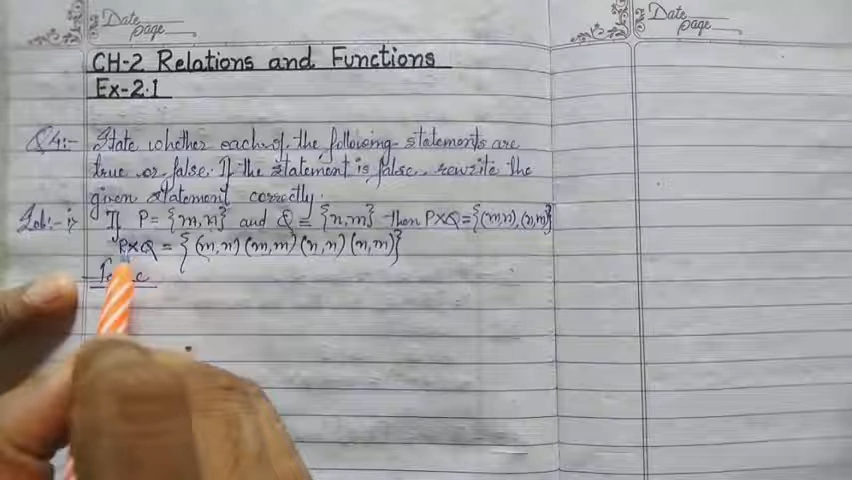 Date
page
Date
page
CH-2 Relations and Functions
Ex-2.1
Q4:- State whether each of the following statements are
true or false. If the statement is false, rewrite the
given statement correctly.
Sol:- i) If P = {m,n} and Q = {n,m} then P×Q={(m,n),(n,m)}
P×Q = {(m,n)(m,m)(n,n)(n,m)}